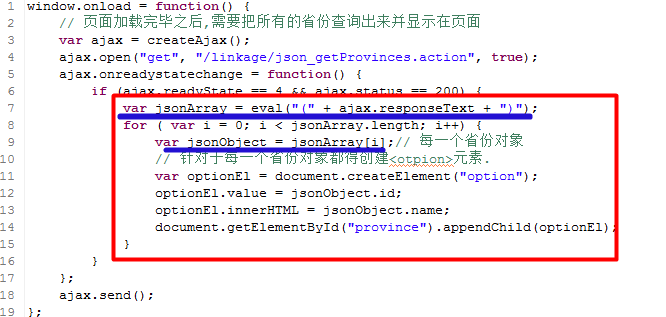 1 window.onload = function() {
2 // 页面加载完毕之后,需要把所有的省份查询出来并显示在页面
3 var ajax = createAjax();
4 ajax.open("get", "/linkage/json_getProvinces.action", true);
5 ajax.onreadystatechange = function() {
6 if (ajax.readyState == 4 && ajax.status == 200) {
7 var jsonArray = eval("(" + ajax.responseText + ")");
8 for ( var i = 0; i < jsonArray.length; i++) {
9 var jsonObject = jsonArray[i];// 每一个省份对象
10 // 针对于每一个省份对象都得创建<otpion>元素.
11 var optionEl = document.createElement("option");
12 optionEl.value = jsonObject.id;
13 optionEl.innerHTML = jsonObject.name;
14 document.getElementById("province").appendChild(optionEl);
15 }
16 }
17 };
18 ajax.send();
19 };